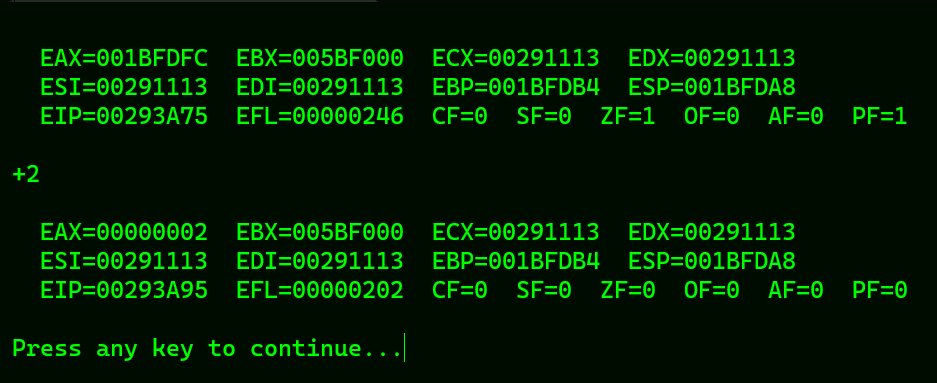 EAX=001BFDFC  EBX=005BF000  ECX=00291113  EDX=00291113
ESI=00291113  EDI=00291113  EBP=001BFDB4  ESP=001BFDA8
EIP=00293A75  EFL=00000246  CF=0  SF=0  ZF=1  OF=0  AF=0  PF=1
+2
EAX=00000002  EBX=005BF000  ECX=00291113  EDX=00291113
ESI=00291113  EDI=00291113  EBP=001BFDB4  ESP=001BFDA8
EIP=00293A95  EFL=00000202  CF=0  SF=0  ZF=0  OF=0  AF=0  PF=0
Press any key to continue...